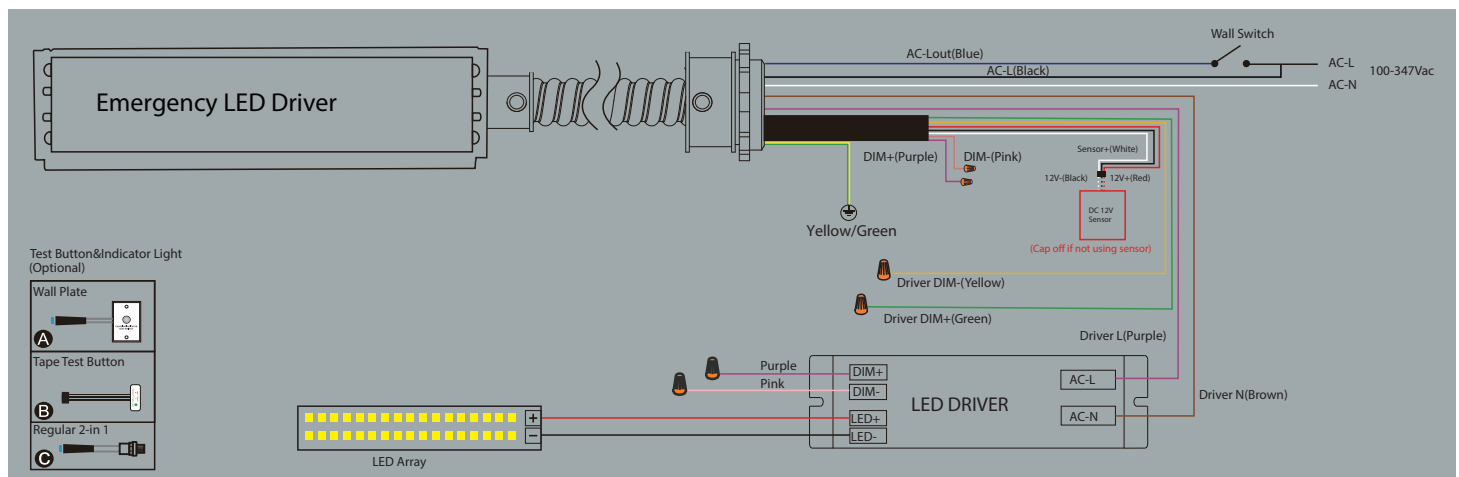 Wall Switch
AC-Lout(Blue)
AC-L(Black)
AC-L
100-347Vac
AC-N
Emergency LED Driver
DIM+(Purple)
DIM-(Pink)
Sensor+(White)
12V-(Black)
12V+(Red)
DC 12V
Sensor
(Cap off if not using sensor)
Yellow/Green
Test Button&Indicator Light
(Optional)
Wall Plate
A
Tape Test Button
B
Regular 2-in 1
C
Driver DIM-(Yellow)
Driver DIM+(Green)
Driver L(Purple)
Driver N(Brown)
Purple
Pink
DIM+
DIM-
LED+
LED-
LED DRIVER
AC-L
AC-N
+
−
LED Array